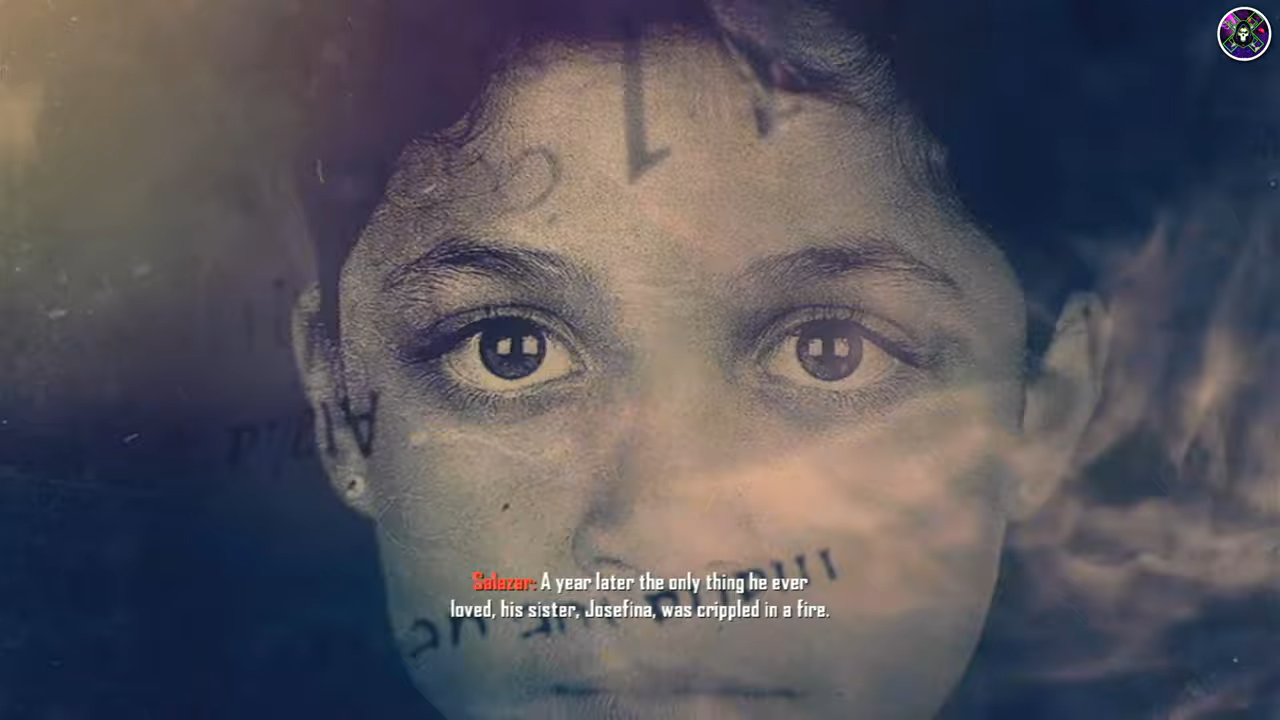 Salazar: A year later the only thing he ever
loved, his sister, Josefina, was crippled in a fire.